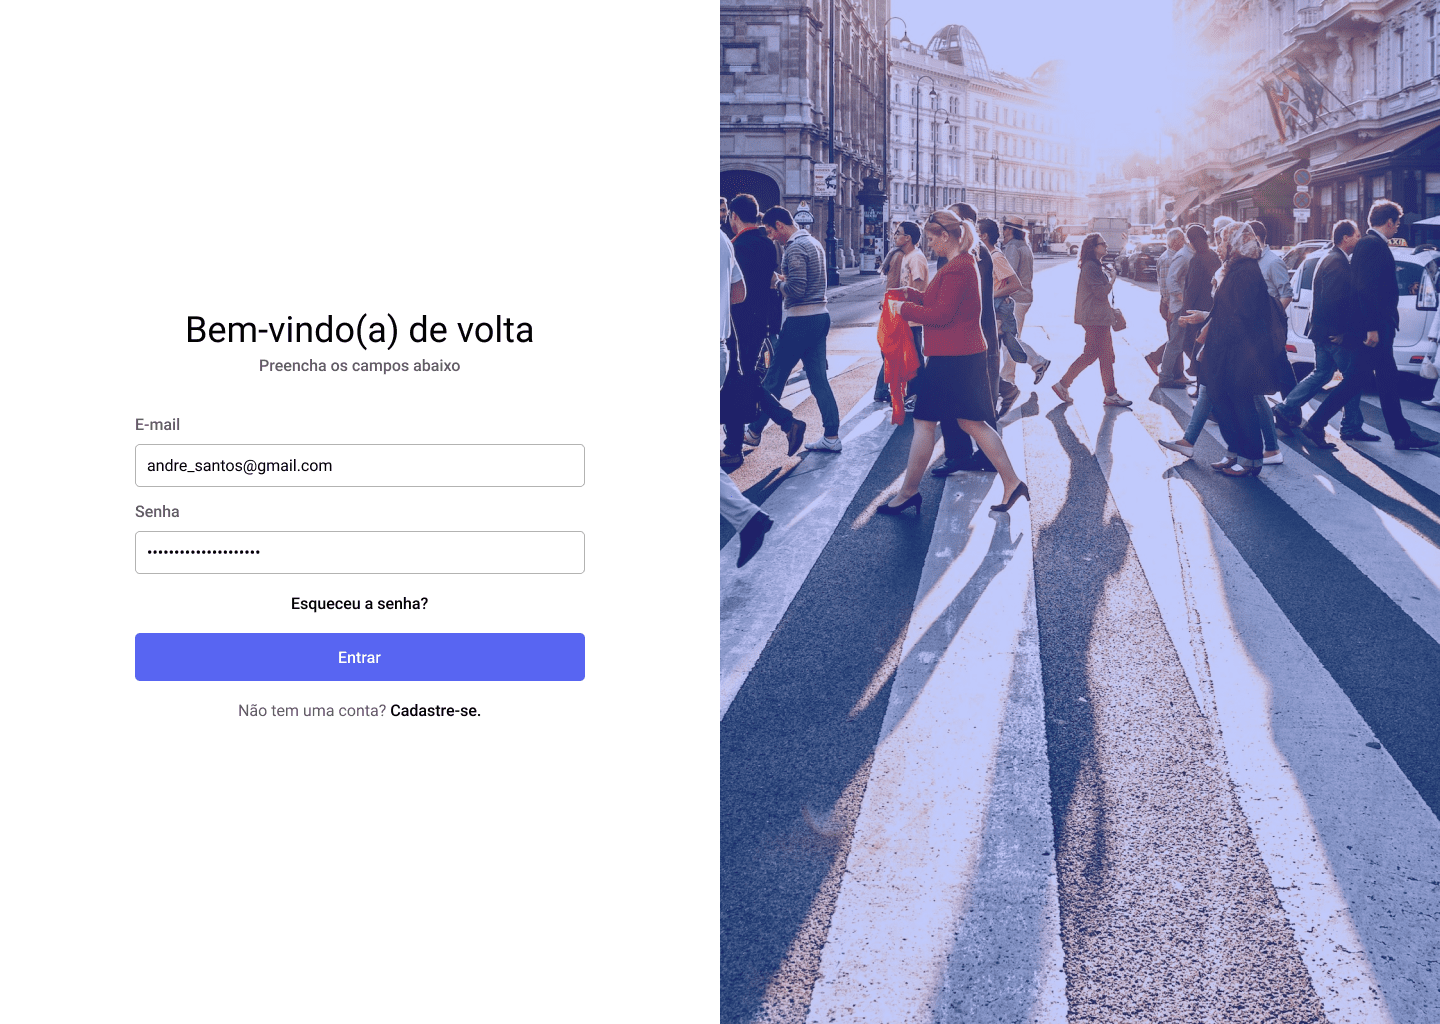 Bem-vindo(a) de volta
Preencha os campos abaixo
E-mail
andre_santos@gmail.com
Senha
•••••••••••••••••••••
Esqueceu a senha?
Entrar
Não tem uma conta? Cadastre-se.
TAXI